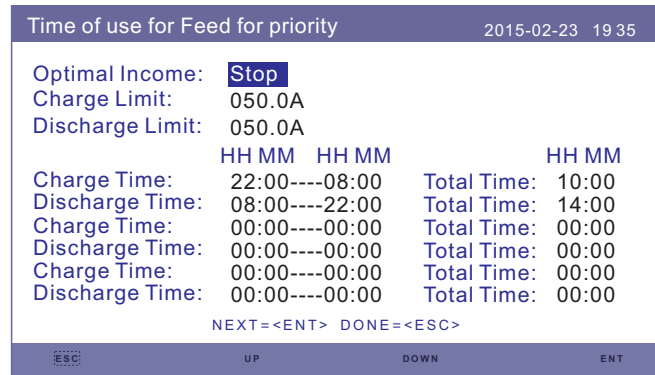 Time of use for Feed for priority 2015-02-23 19 35
Optimal Income: Stop
Charge Limit: 050.0A
Discharge Limit: 050.0A
HH MM HH MM HH MM
Charge Time: 22:00----08:00 Total Time: 10:00
Discharge Time: 08:00----22:00 Total Time: 14:00
Charge Time: 00:00----00:00 Total Time: 00:00
Discharge Time: 00:00----00:00 Total Time: 00:00
Charge Time: 00:00----00:00 Total Time: 00:00
Discharge Time: 00:00----00:00 Total Time: 00:00
NEXT=<ENT> DONE=<ESC>
ESC UP DOWN ENT